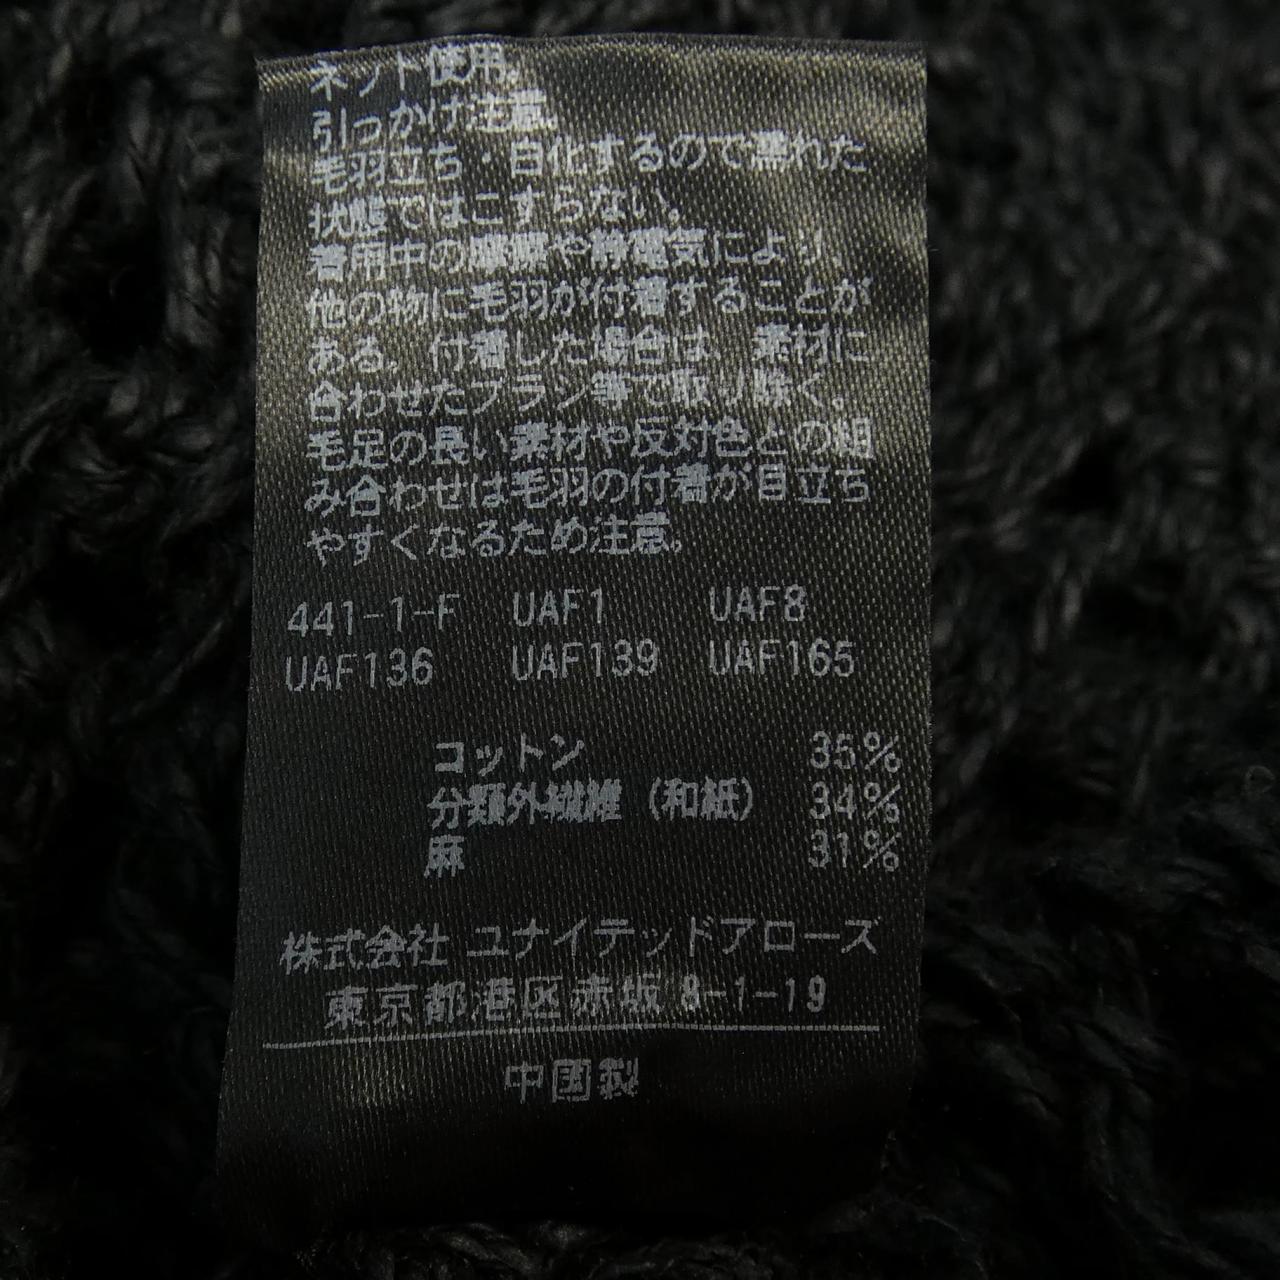 ネット使用。
引っかけ注意。
毛羽立ち・白化するので濡れた
状態ではこすらない。
着用中の摩擦や静電気により、
他の物に毛羽が付着することが
ある。付着した場合は、素材に
合わせたブラシ等で取り除く。
毛足の長い素材や反対色との組
み合わせは毛羽の付着が目立ち
やすくなるため注意。
441-1-F UAF1 UAF8
UAF136 UAF139 UAF165
コットン 35%
分類外繊維(和紙) 34%
麻 31%
株式会社 ユナイテッドアローズ
東京都港区赤坂8-1-19
中国製